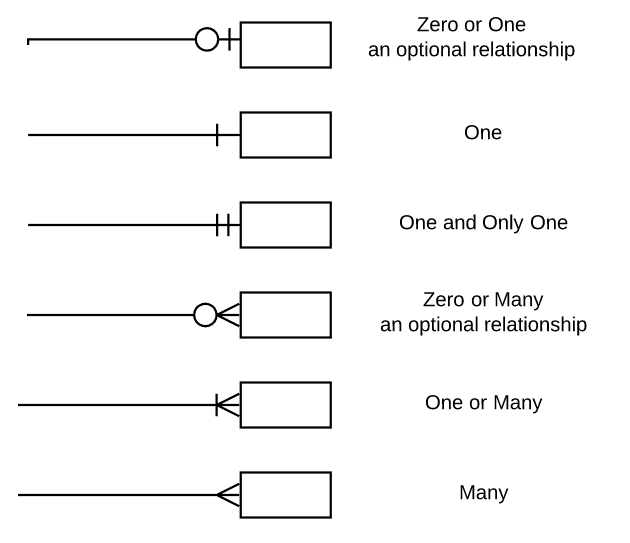 Zero or One
an optional relationship
One
One and Only One
Zero or Many
an optional relationship
One or Many
Many